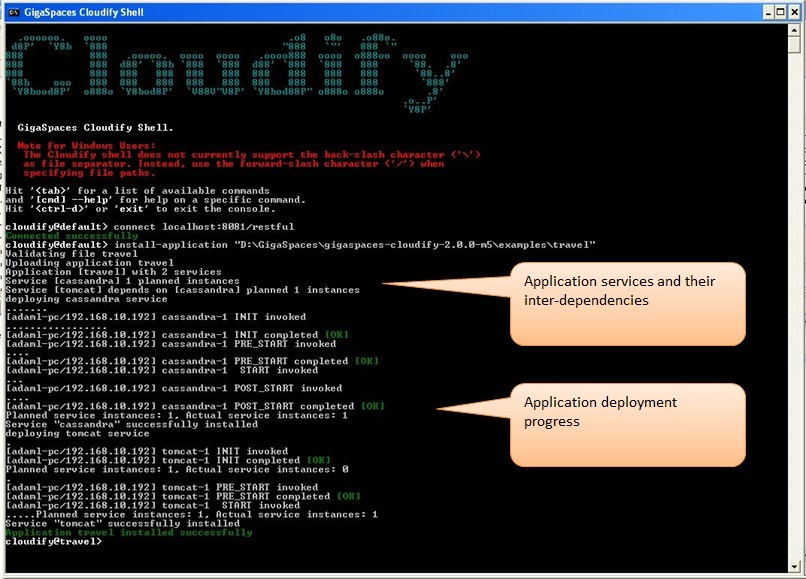 GigaSpaces Cloudify Shell
Cloudify
GigaSpaces Cloudify Shell.
Note for Windows Users:
The Cloudify shell does not currently support the back-slash character ('\')
as file separator. Instead, use the forward-slash character ('/') when
specifying file paths.
Hit '<tab>' for a list of available commands
and '[cmd] --help' for help on a specific command.
Hit '<ctrl-d>' or 'exit' to exit the console.
cloudify@default> connect localhost:8081/restful
Connected successfully
cloudify@default> install-application "D:\GigaSpaces\gigaspaces-cloudify-2.0.0-m5\examples\travel"
Validating file travel
Uploading application travel
Application [travel] with 2 services
Service [cassandra] 1 planned instances
Service [tomcat] depends on [cassandra] planned 1 instances
deploying cassandra service
.......
[adaml-pc/192.168.10.192] cassandra-1 INIT invoked
.................
[adaml-pc/192.168.10.192] cassandra-1 INIT completed [OK]
[adaml-pc/192.168.10.192] cassandra-1 PRE_START invoked
....
[adaml-pc/192.168.10.192] cassandra-1 PRE_START completed [OK]
[adaml-pc/192.168.10.192] cassandra-1  START invoked
...
[adaml-pc/192.168.10.192] cassandra-1 POST_START invoked
....
[adaml-pc/192.168.10.192] cassandra-1 POST_START completed [OK]
Planned service instances: 1, Actual service instances: 1
Service "cassandra" successfully installed
deploying tomcat service
.
[adaml-pc/192.168.10.192] tomcat-1 INIT invoked
[adaml-pc/192.168.10.192] tomcat-1 INIT completed [OK]
Planned service instances: 1, Actual service instances: 0
.
[adaml-pc/192.168.10.192] tomcat-1 PRE_START invoked
[adaml-pc/192.168.10.192] tomcat-1 PRE_START completed [OK]
[adaml-pc/192.168.10.192] tomcat-1  START invoked
.....Planned service instances: 1, Actual service instances: 1
Service "tomcat" successfully installed
Application travel installed successfully
cloudify@travel>
Application services and their
inter-dependencies
Application deployment
progress